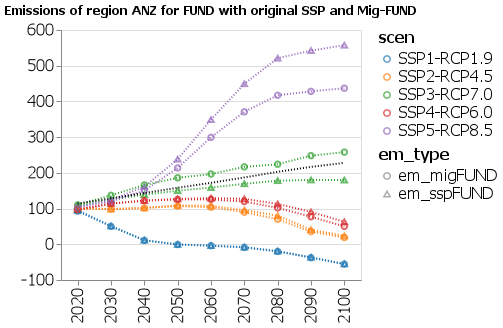 Emissions of region ANZ for FUND with original SSP and Mig-FUND
600
500
400
300
200
100
0
-100
2020
2030
2040
2050
2060
2070
2080
2090
2100
scen
SSP1-RCP1.9
SSP2-RCP4.5
SSP3-RCP7.0
SSP4-RCP6.0
SSP5-RCP8.5
em_type
em_migFUND
em_sspFUND